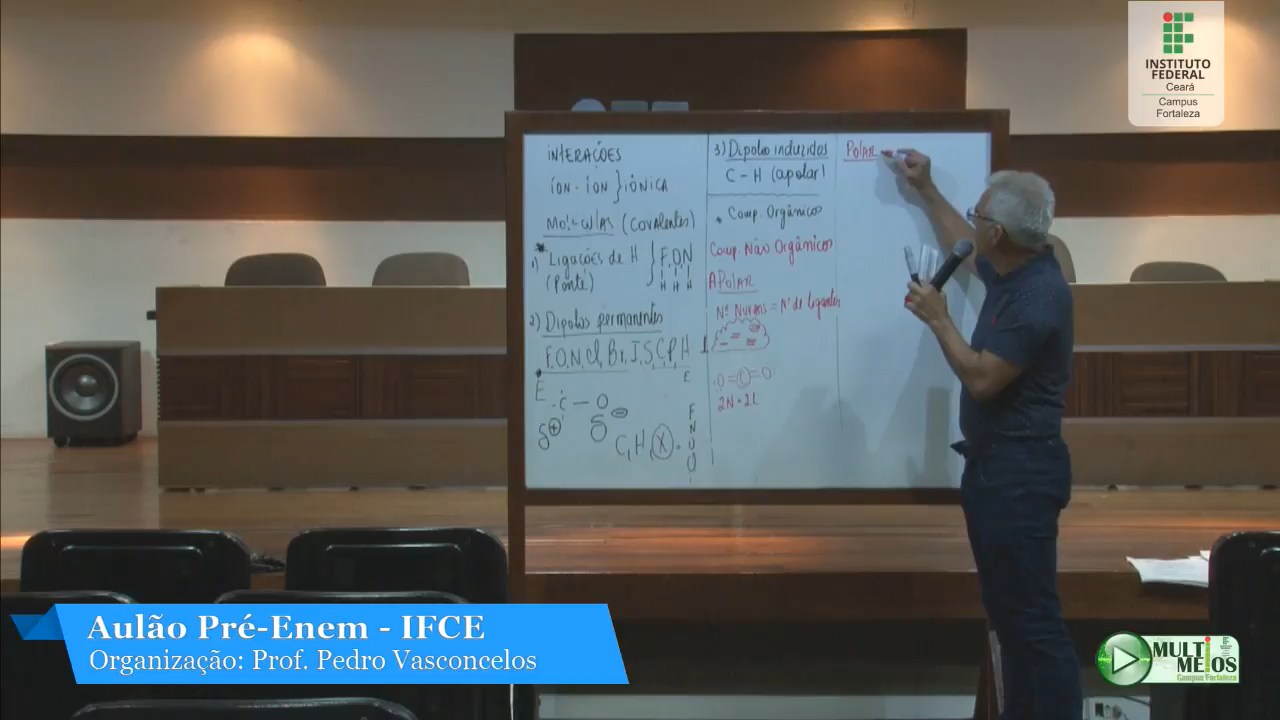 INTERAÇÕES
ÍON - ÍON } IÔNICA
MOLÉCULAS (COVALENTES)
1) Ligações de H } F, O, N
(Ponte) H H H
2) Dipolos permanentes
F, O, N, Cl, Br, I, S, C, P, H
E
E
C - O
δ⊕ δ⊖
C, H, X
F
N
O
3) Dipolos induzidos
C - H (apolar)
* Comp. Orgânicos
Comp. Não Orgânicos
APOLAR
Nº Nuvens = Nº de ligantes
O = C = O
2N = 2L
POLAR
INSTITUTO
FEDERAL
Ceará
Campus
Fortaleza
Aulão Pré-Enem - IFCE
Organização: Prof. Pedro Vasconcelos
MULTI
MEIOS
Campus Fortaleza